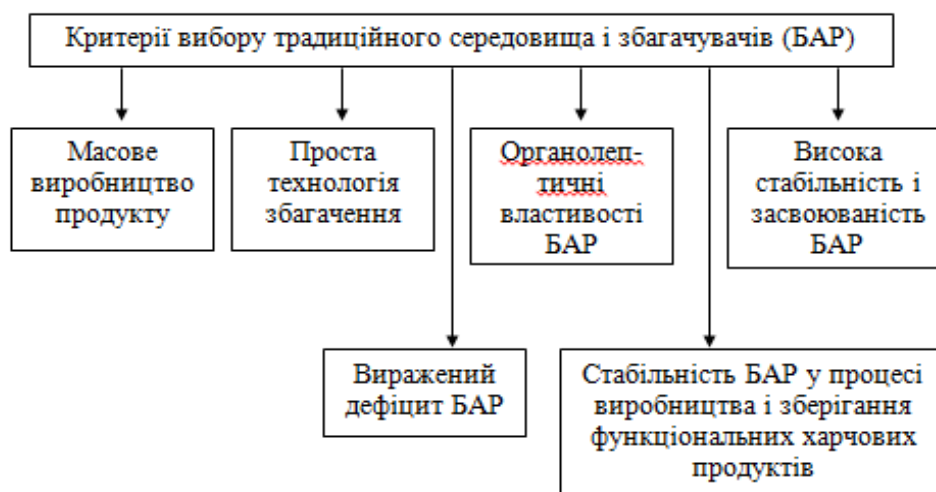 Критерії вибору традиційного середовища і збагачувачів (БАР)
Масове
виробництво
продукту
Проста
технологія
збагачення
Органолеп-
тичні
властивості
БАР
Висока
стабільність і
засвоюваність
БАР
Виражений
дефіцит БАР
Стабільність БАР у процесі
виробництва і зберігання
функціональних харчових
продуктів